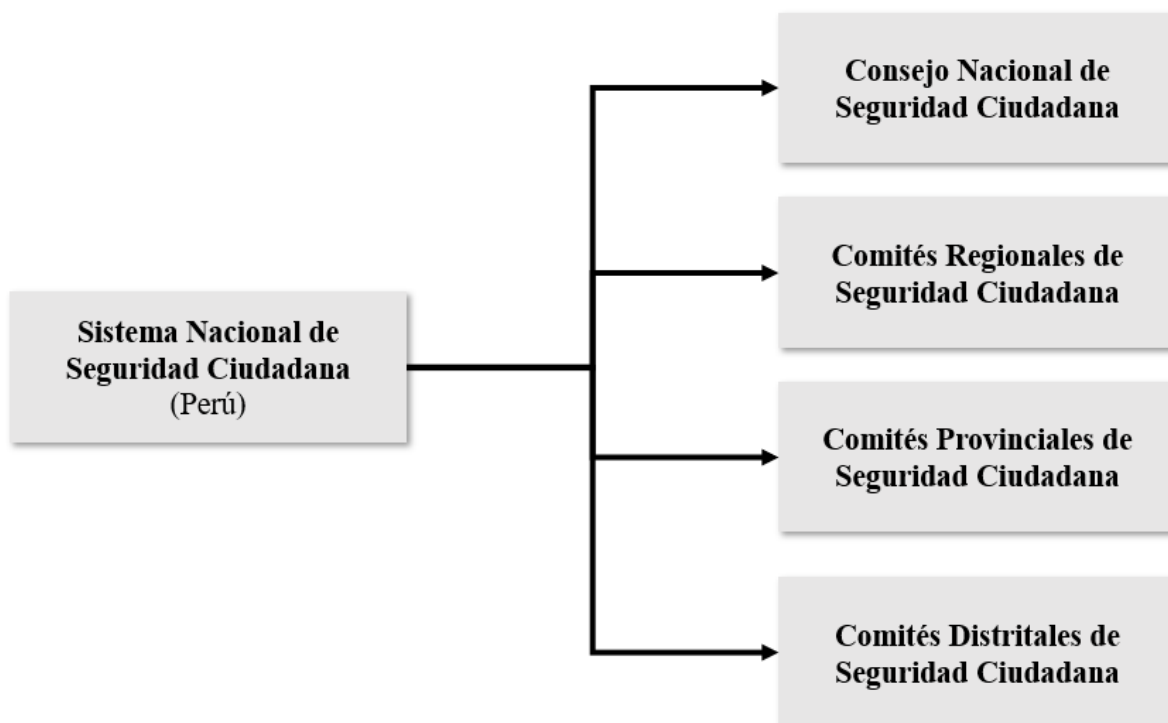 Consejo Nacional de
Seguridad Ciudadana
Comités Regionales de
Seguridad Ciudadana
Sistema Nacional de
Seguridad Ciudadana
(Perú)
Comités Provinciales de
Seguridad Ciudadana
Comités Distritales de
Seguridad Ciudadana